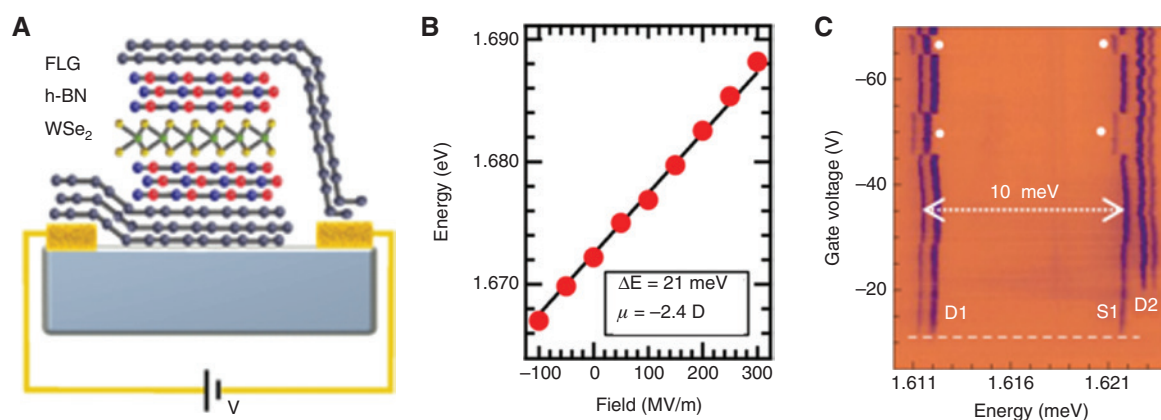 A
FLG
h-BN
WSe₂
V
B
1.690
1.680
1.670
Energy (eV)
ΔE = 21 meV
μ = −2.4 D
−100 0 100 200 300
Field (MV/m)
C
−60
−40
−20
Gate voltage (V)
10 meV
D1
S1
D2
1.611 1.616 1.621
Energy (meV)